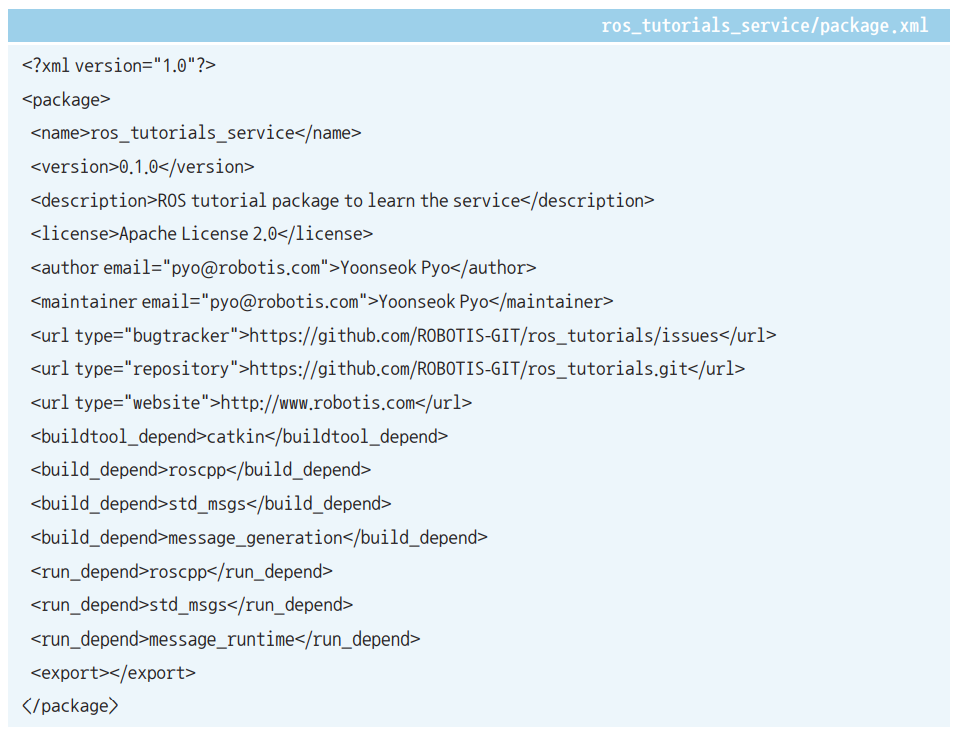 ros_tutorials_service/package.xml
<?xml version="1.0"?>
<package>
<name>ros_tutorials_service</name>
<version>0.1.0</version>
<description>ROS tutorial package to learn the service</description>
<license>Apache License 2.0</license>
<author email="pyo@robotis.com">Yoonseok Pyo</author>
<maintainer email="pyo@robotis.com">Yoonseok Pyo</maintainer>
<url type="bugtracker">https://github.com/ROBOTIS-GIT/ros_tutorials/issues</url>
<url type="repository">https://github.com/ROBOTIS-GIT/ros_tutorials.git</url>
<url type="website">http://www.robotis.com</url>
<buildtool_depend>catkin</buildtool_depend>
<build_depend>roscpp</build_depend>
<build_depend>std_msgs</build_depend>
<build_depend>message_generation</build_depend>
<run_depend>roscpp</run_depend>
<run_depend>std_msgs</run_depend>
<run_depend>message_runtime</run_depend>
<export></export>
</package>